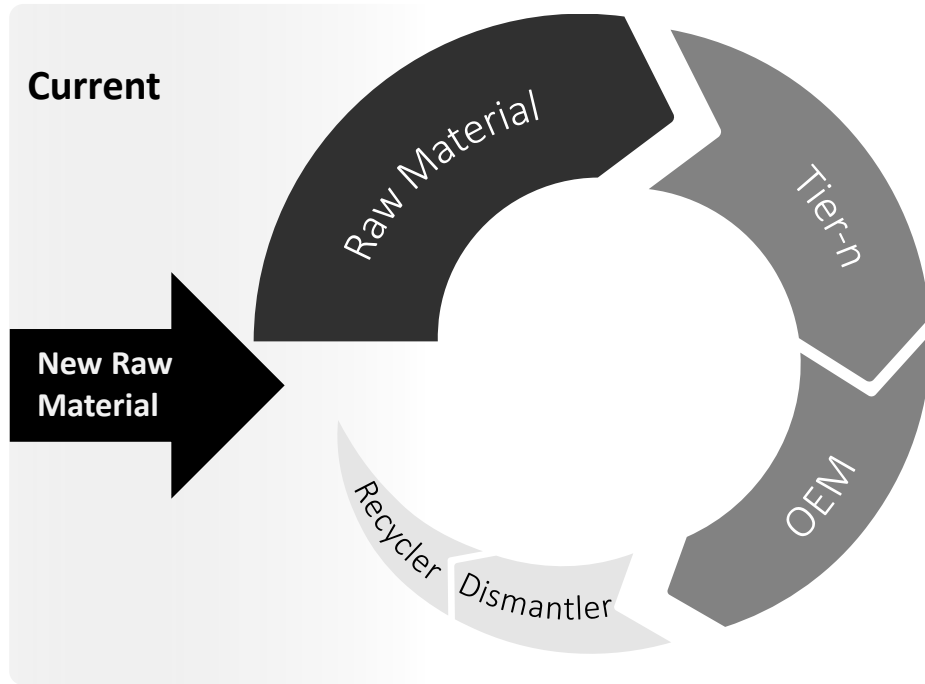 Current
Raw Material
Tier-n
New Raw
Material
OEM
Recycler
Dismantler